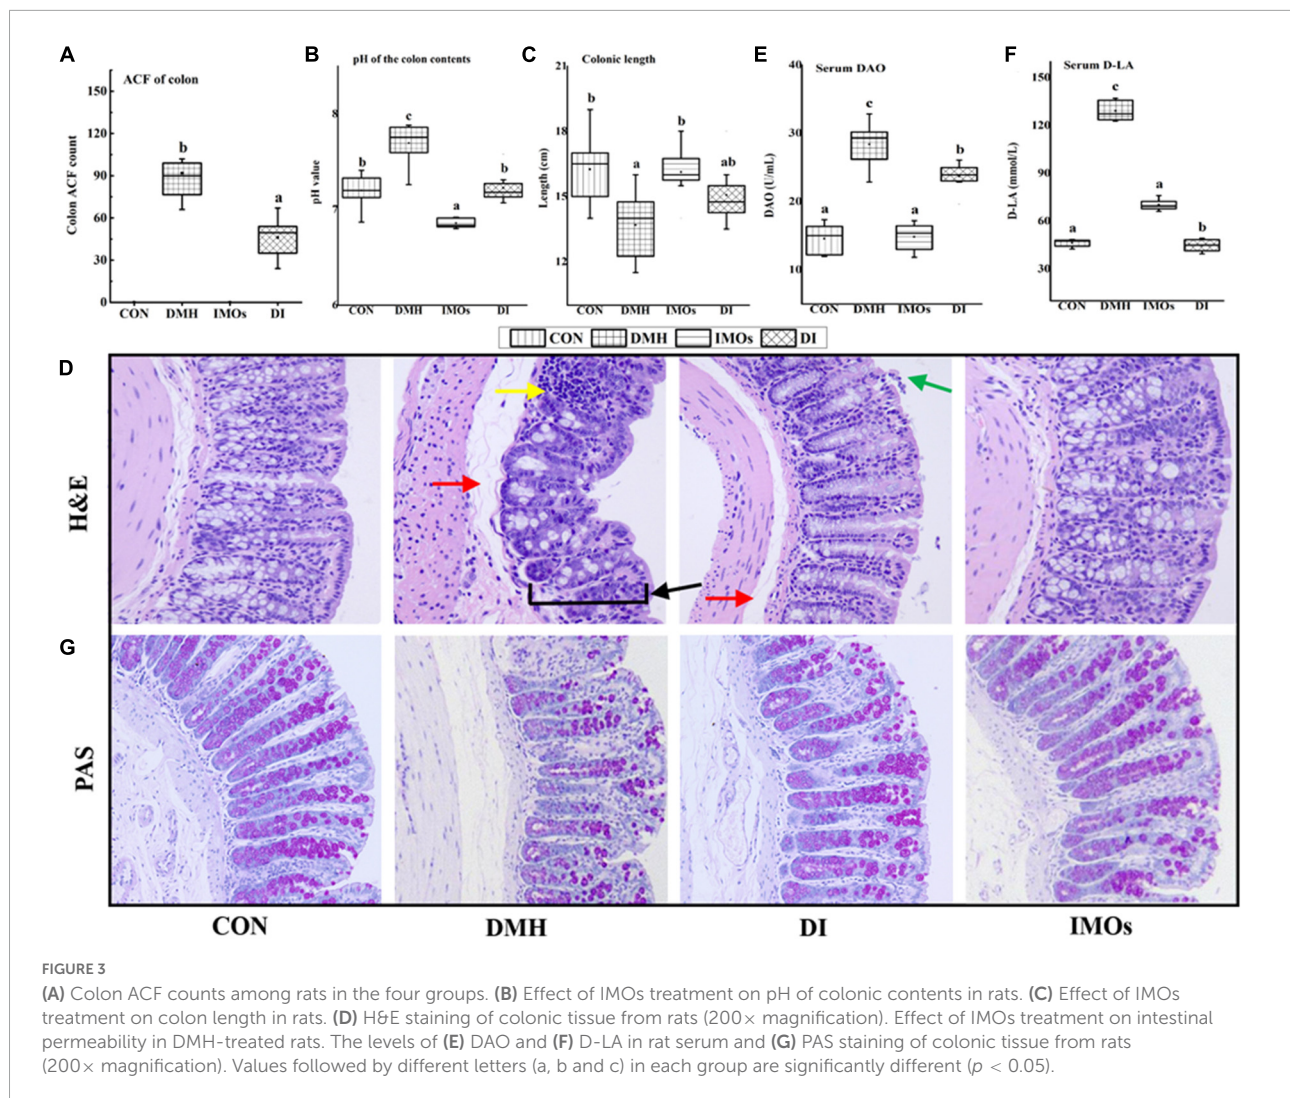 A
ACF of colon
Colon ACF count
150
120
90
60
30
0
b
a
CON DMH IMOs DI
B
pH of the colon contents
pH value
8
7
6
b
c
a
b
CON DMH IMOs DI
C
Colonic length
Length (cm)
21
18
15
12
b
a
b
ab
CON DMH IMOs DI
E
Serum DAO
DAO (U/mL)
40
30
20
10
a
c
a
b
CON DMH IMOs DI
F
Serum D-LA
D-LA (mmol/L)
150
120
90
60
30
a
c
a
b
CON DMH IMOs DI
CON DMH IMOs DI
D
H&E
G
PAS
CON DMH DI IMOs
FIGURE 3
(A) Colon ACF counts among rats in the four groups. (B) Effect of IMOs treatment on pH of colonic contents in rats. (C) Effect of IMOs
treatment on colon length in rats. (D) H&E staining of colonic tissue from rats (200× magnification). Effect of IMOs treatment on intestinal
permeability in DMH-treated rats. The levels of (E) DAO and (F) D-LA in rat serum and (G) PAS staining of colonic tissue from rats
(200× magnification). Values followed by different letters (a, b and c) in each group are significantly different (p < 0.05).